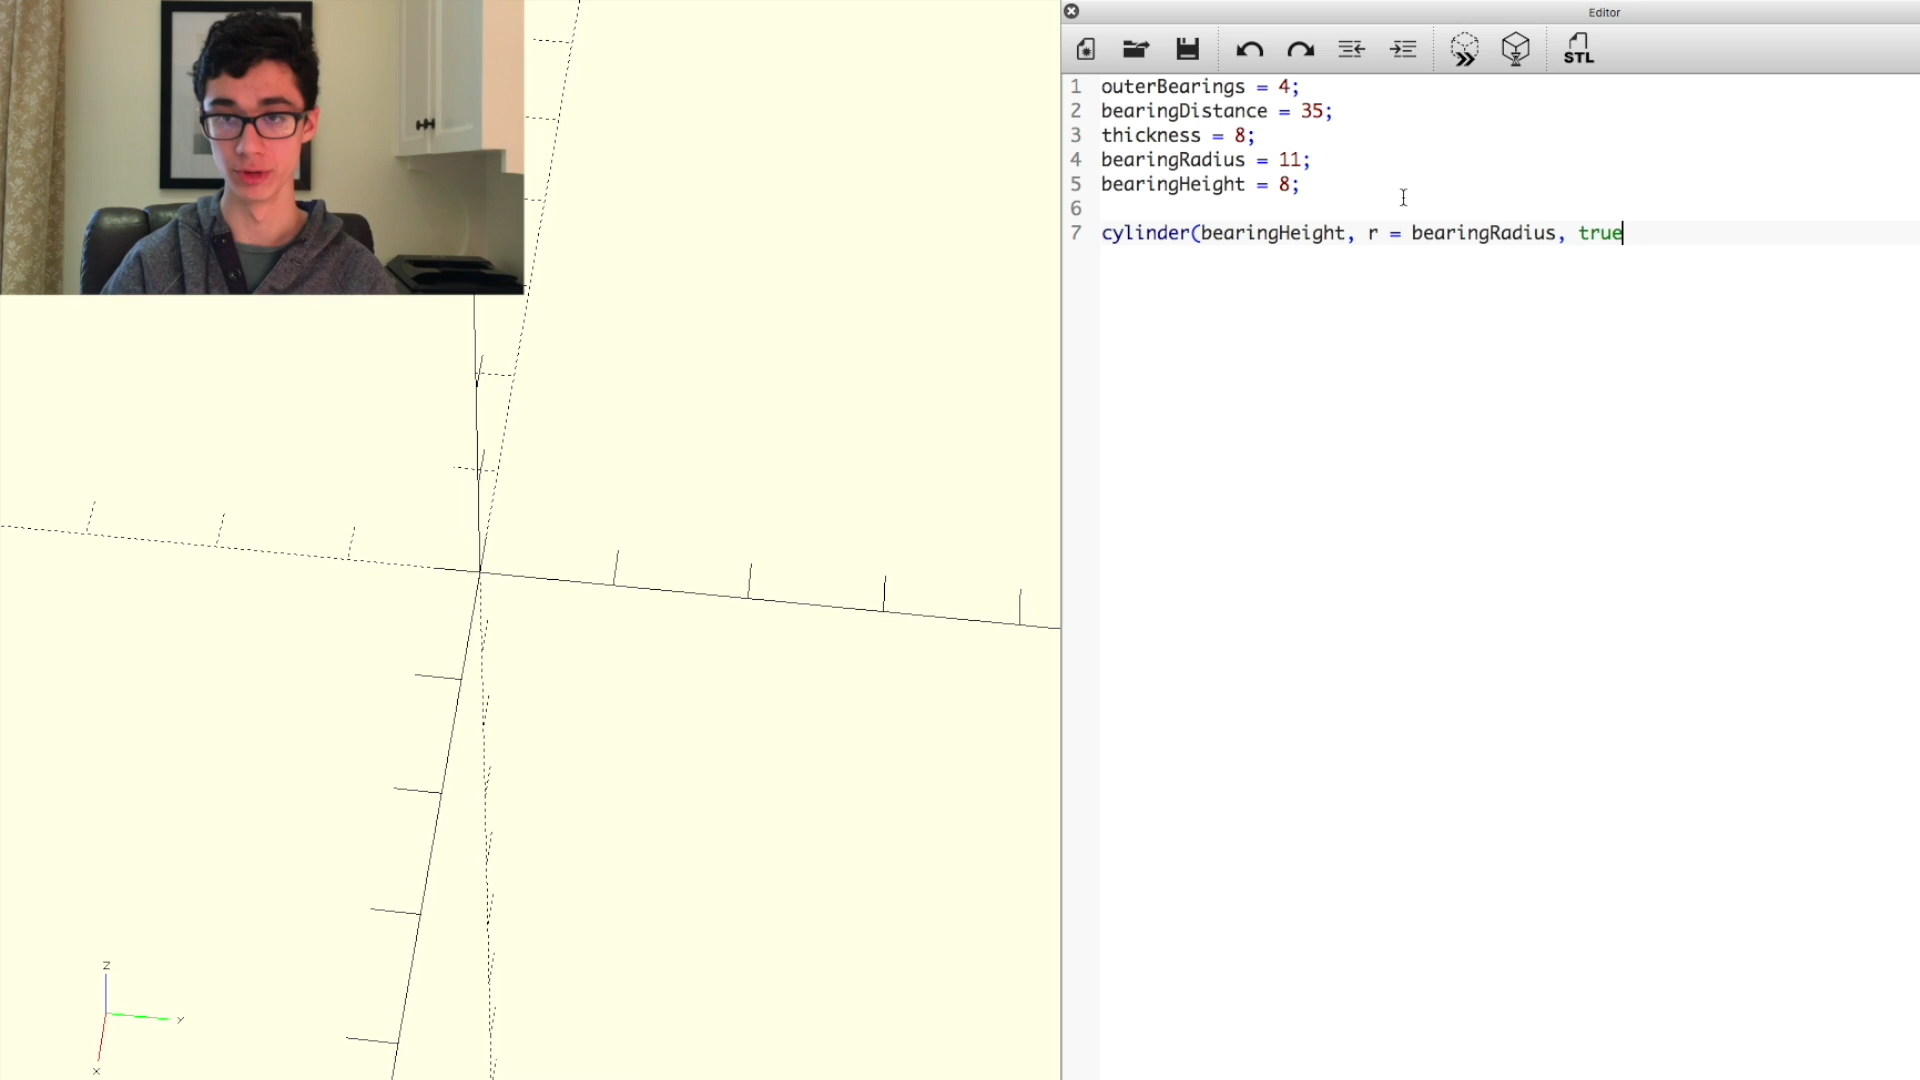 Editor
STL
1 outerBearings = 4;
2 bearingDistance = 35;
3 thickness = 8;
4 bearingRadius = 11;
5 bearingHeight = 8;
6
7 cylinder(bearingHeight, r = bearingRadius, true
Z
Y
X